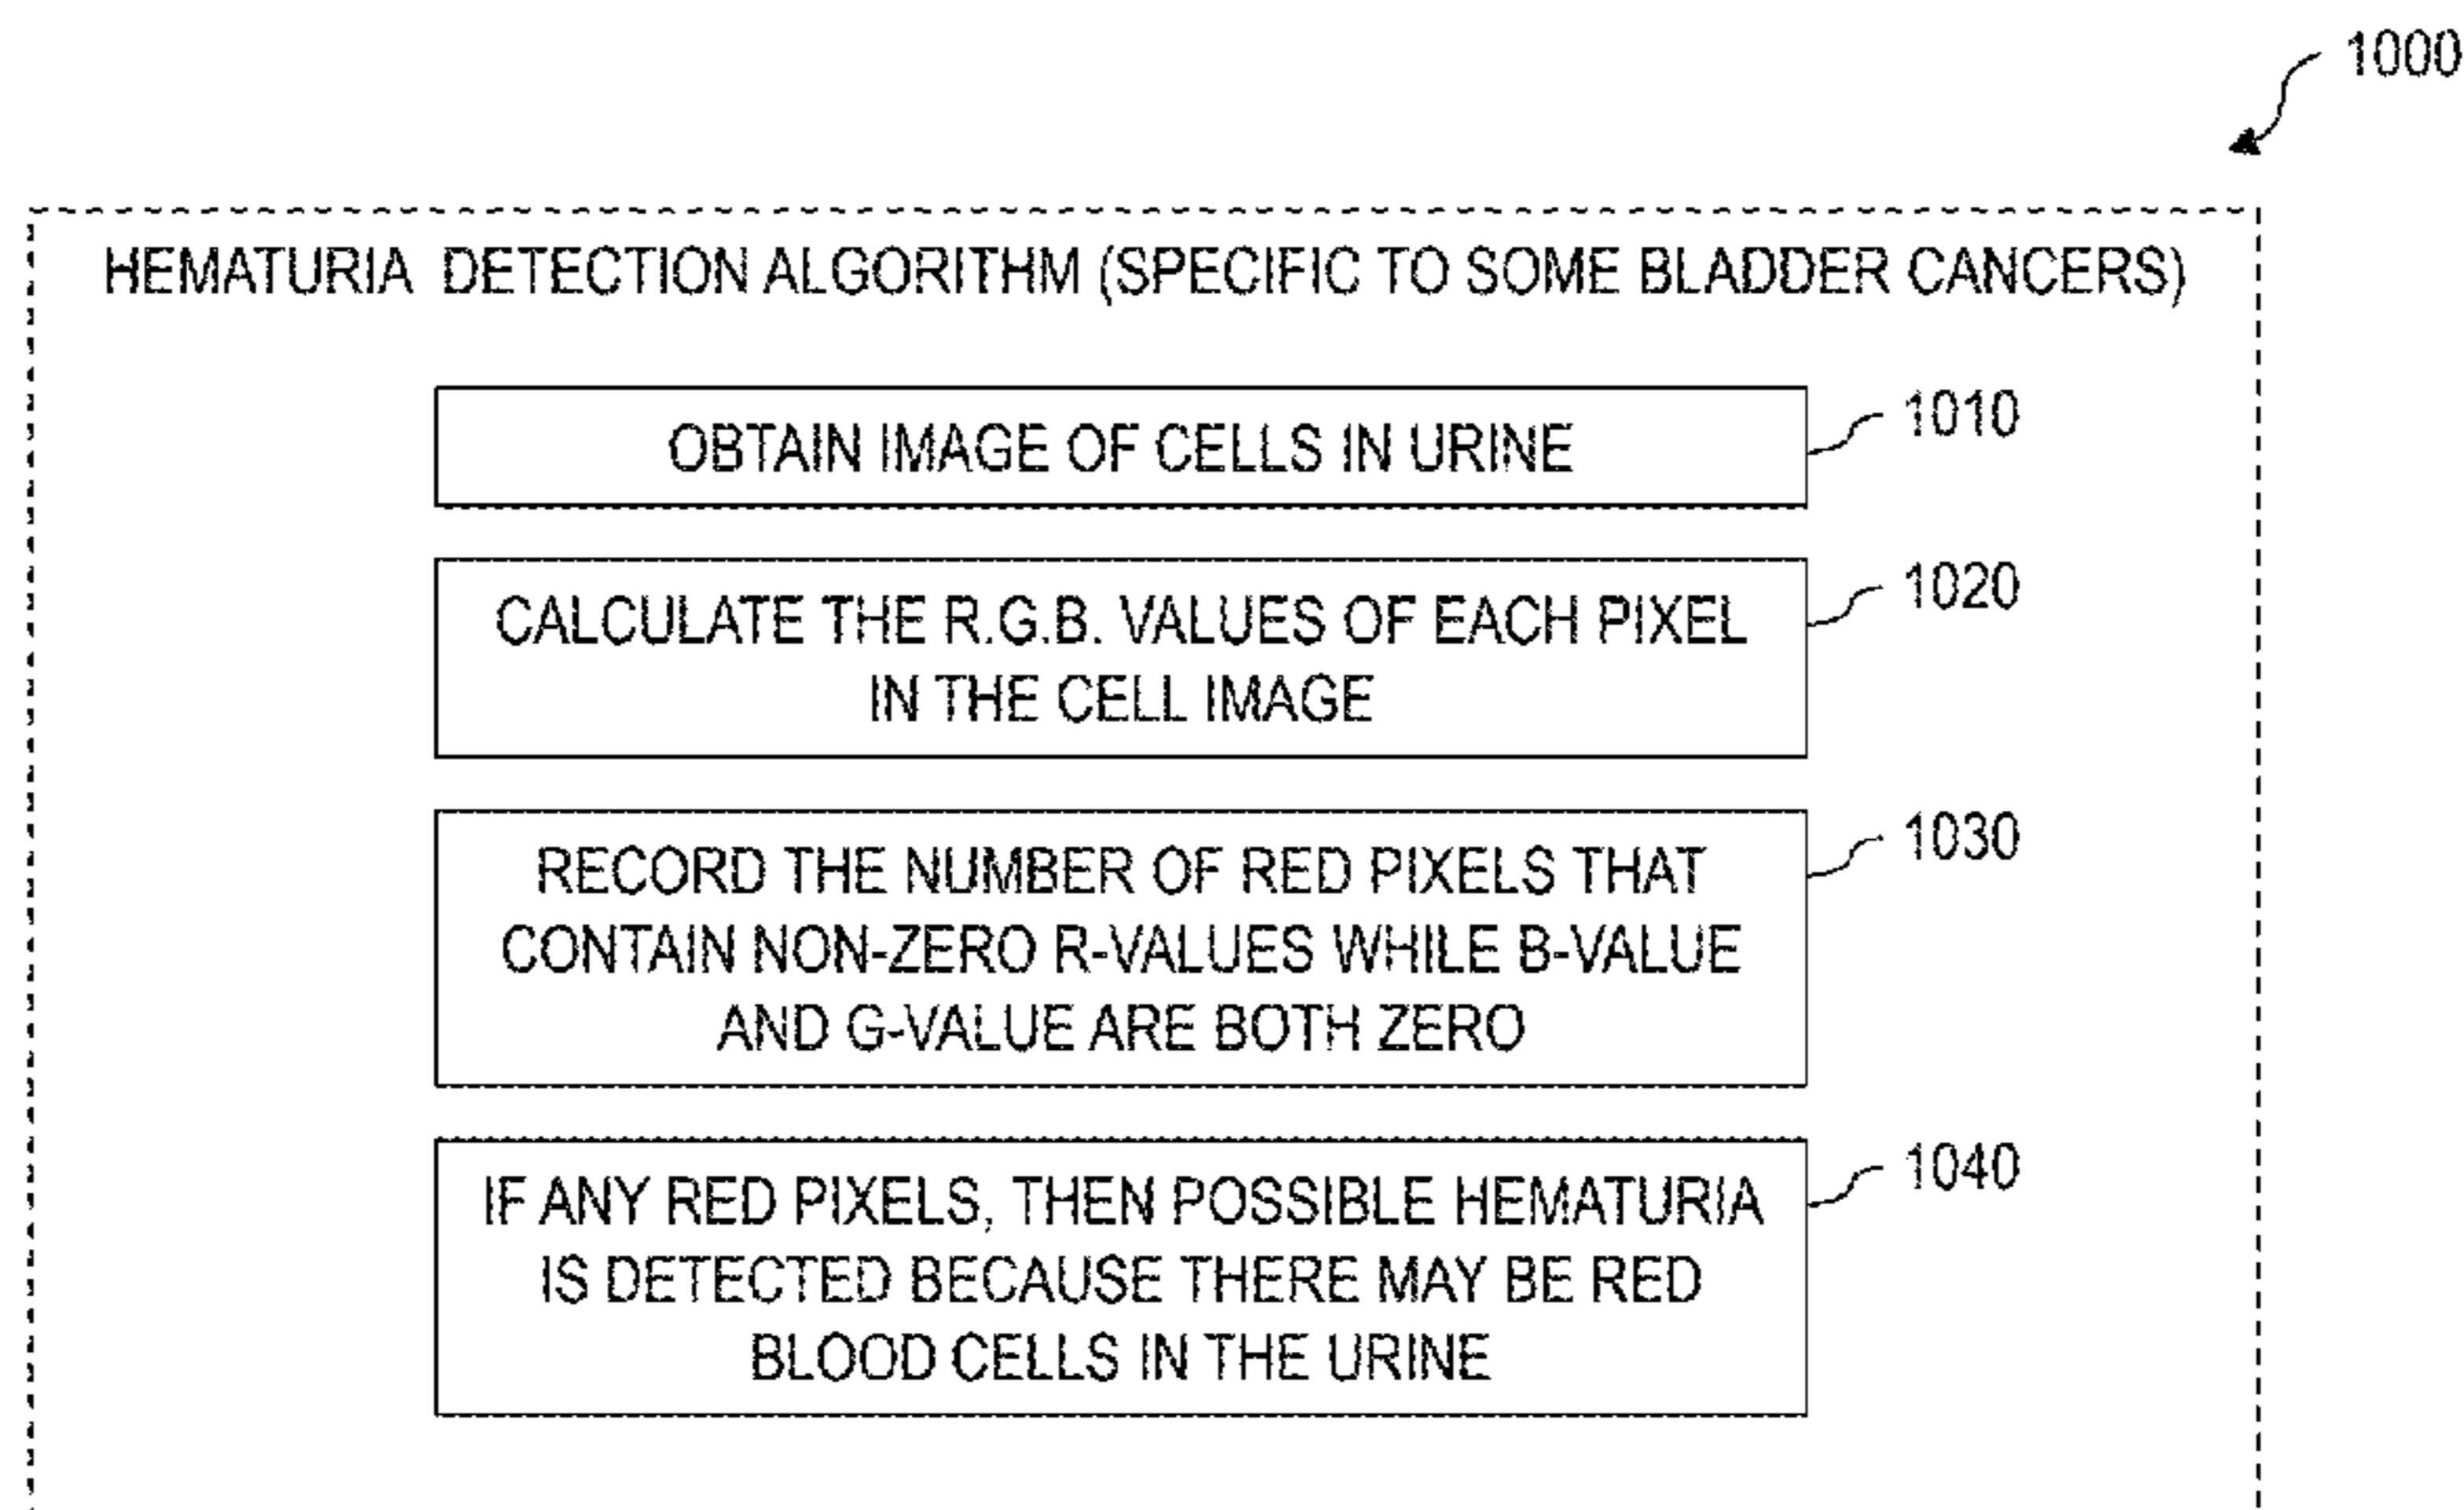 1000
HEMATURIA DETECTION ALGORITHM (SPECIFIC TO SOME BLADDER CANCERS)
OBTAIN IMAGE OF CELLS IN URINE
1010
CALCULATE THE R.G.B. VALUES OF EACH PIXEL
IN THE CELL IMAGE
1020
RECORD THE NUMBER OF RED PIXELS THAT
CONTAIN NON-ZERO R-VALUES WHILE B-VALUE
AND G-VALUE ARE BOTH ZERO
1030
IF ANY RED PIXELS, THEN POSSIBLE HEMATURIA
IS DETECTED BECAUSE THERE MAY BE RED
BLOOD CELLS IN THE URINE
1040